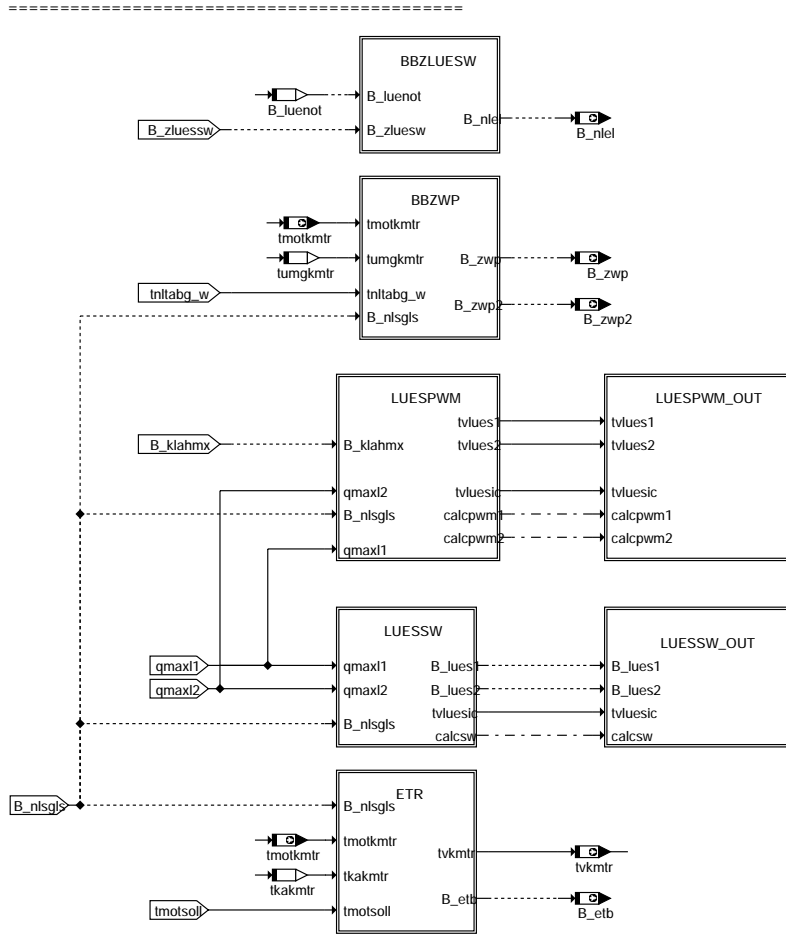 ==========================================
BBZLUESW
B_luenot
B_luenot
B_zluessw
B_zluesw
B_nlel
B_nlel
BBZWP
tmotkmtr
tmotkmtr
tumgkmtr
tumgkmtr
B_zwp
B_zwp
tnltabg_w
tnltabg_w
B_zwp2
B_zwp2
B_nlsgls
LUESPWM
LUESPWM_OUT
tvlues1
tvlues1
B_klahmx
B_klahmx
tvlues2
tvlues2
qmaxl2
tvluesic
tvluesic
B_nlsgls
calcpwm1
calcpwm1
calcpwm2
calcpwm2
qmaxl1
LUESSW
LUESSW_OUT
qmaxl1
qmaxl1
B_lues1
B_lues1
qmaxl2
qmaxl2
B_lues2
B_lues2
tvluesic
tvluesic
B_nlsgls
calcsw
calcsw
ETR
B_nlsgls
B_nlsgls
tmotkmtr
tmotkmtr
tvkmtr
tvkmtr
tkakmtr
tkakmtr
B_etb
B_etb
tmotsoll
tmotsoll